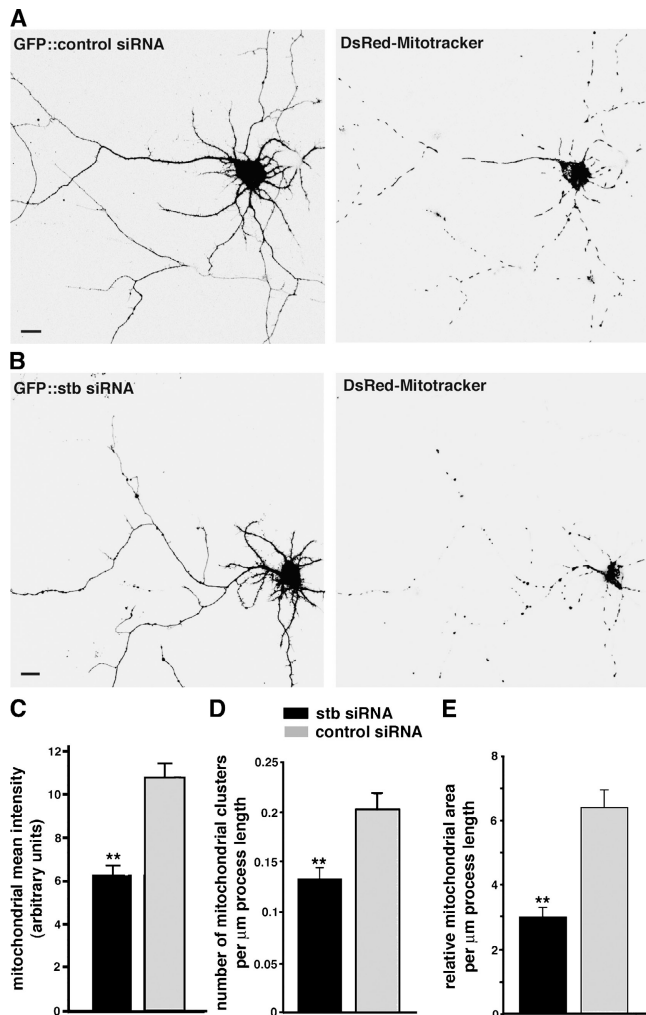 A
GFP::control siRNA
DsRed-Mitotracker
B
GFP::stb siRNA
DsRed-Mitotracker
C
D
E
stb siRNA
control siRNA
mitochondrial mean intensity
(arbitrary units)
12
10
8
6
4
2
0
**
number of mitochondrial clusters
per μm process length
0.25
0.2
0.15
0.1
0.05
0
**
relative mitochondrial area
per μm process length
8
6
4
2
0
**